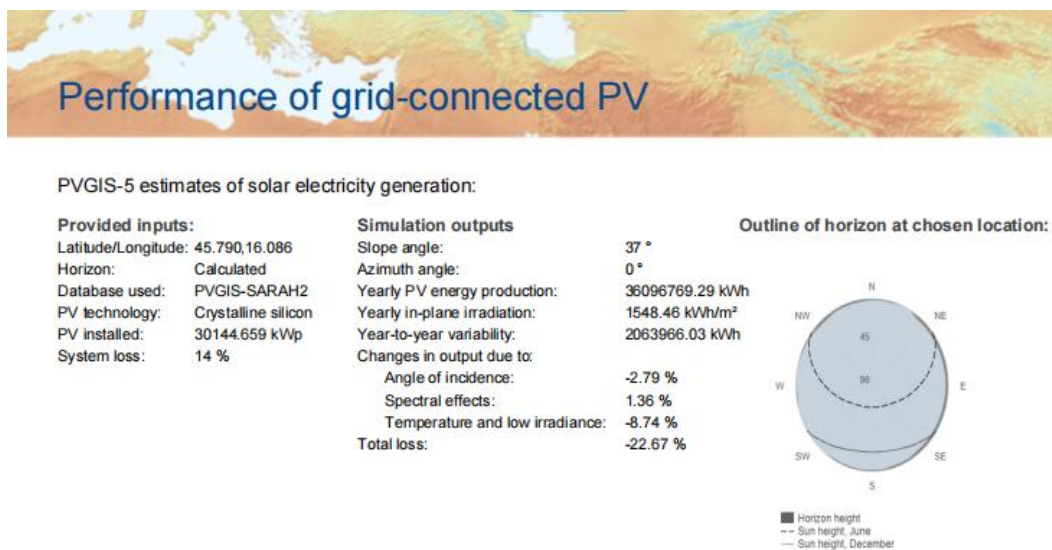 Performance of grid-connected PV
PVGIS-5 estimates of solar electricity generation:
Provided inputs:
Latitude/Longitude: 45.790,16.086
Horizon: Calculated
Database used: PVGIS-SARAH2
PV technology: Crystalline silicon
PV installed: 30144.659 kWp
System loss: 14 %
Simulation outputs
Slope angle: 37 °
Azimuth angle: 0 °
Yearly PV energy production: 36096769.29 kWh
Yearly in-plane irradiation: 1548.46 kWh/m²
Year-to-year variability: 2063966.03 kWh
Changes in output due to:
Angle of incidence: -2.79 %
Spectral effects: 1.36 %
Temperature and low irradiance: -8.74 %
Total loss: -22.67 %
Outline of horizon at chosen location:
N
NW
NE
45
90
W
E
SW
SE
S
Horizon height
Sun height, June
Sun height, December